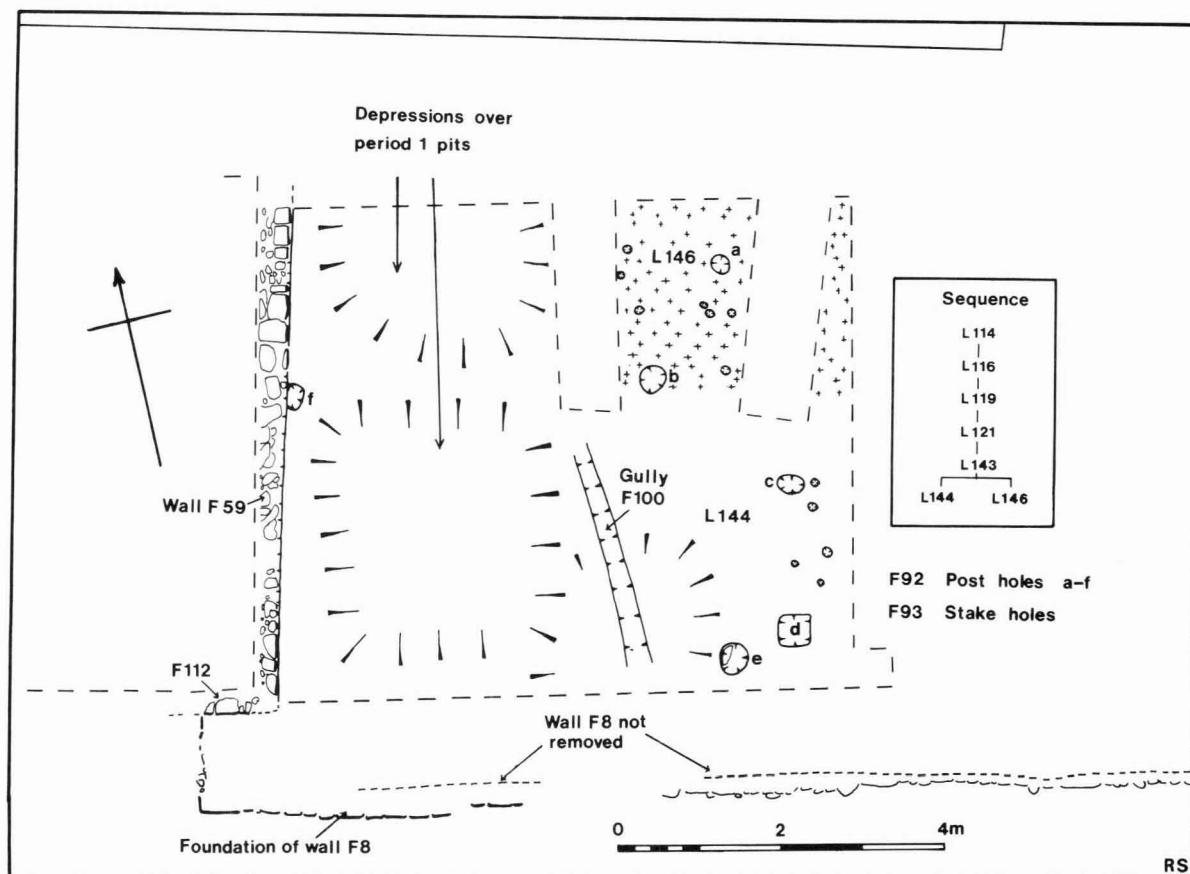 Depressions over
period 1 pits
L146
a
b
f
Wall F59
Gully
F100
L144
c
d
e
F112
Wall F8 not
removed
Foundation of wall F8
Sequence
L114
L116
L119
L121
L143
L144 L146
F92 Post holes a-f
F93 Stake holes
0 2 4m
RS